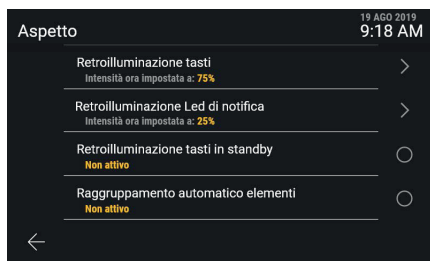 Aspetto
19 AGO 2019
9:18 AM
Retroilluminazione tasti
Intensità ora impostata a: 75%
Retroilluminazione Led di notifica
Intensità ora impostata a: 25%
Retroilluminazione tasti in standby
Non attivo
Raggruppamento automatico elementi
Non attivo